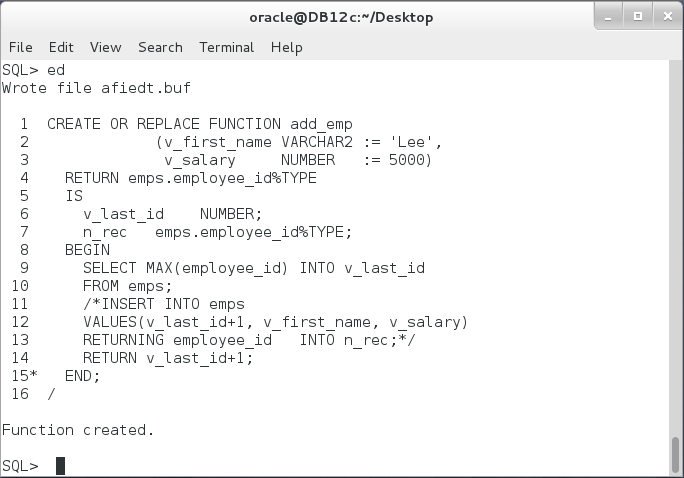 oracle@DB12c:~/Desktop
File Edit View Search Terminal Help
SQL> ed
Wrote file afiedt.buf
1 CREATE OR REPLACE FUNCTION add_emp
2 (v_first_name VARCHAR2 := 'Lee',
3 v_salary NUMBER := 5000)
4 RETURN emps.employee_id%TYPE
5 IS
6 v_last_id NUMBER;
7 n_rec emps.employee_id%TYPE;
8 BEGIN
9 SELECT MAX(employee_id) INTO v_last_id
10 FROM emps;
11 /*INSERT INTO emps
12 VALUES(v_last_id+1, v_first_name, v_salary)
13 RETURNING employee_id INTO n_rec;*/
14 RETURN v_last_id+1;
15* END;
16 /
Function created.
SQL>